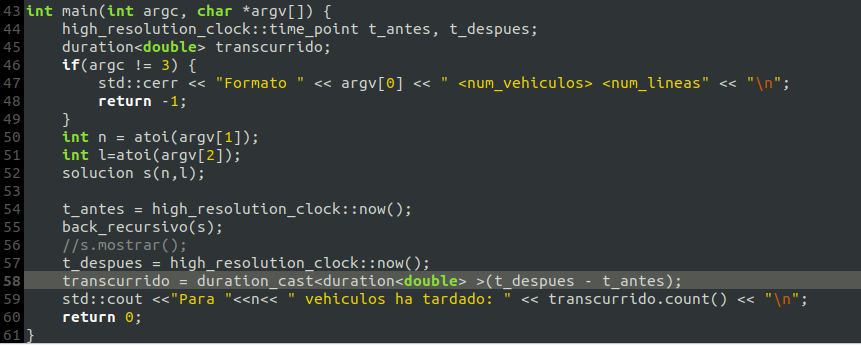 43 int main(int argc, char *argv[]) {
44     high_resolution_clock::time_point t_antes, t_despues;
45     duration<double> transcurrido;
46     if(argc != 3) {
47         std::cerr << "Formato " << argv[0] << " <num_vehiculos> <num_lineas" << "\n";
48         return -1;
49     }
50     int n = atoi(argv[1]);
51     int l=atoi(argv[2]);
52     solucion s(n,l);
53
54     t_antes = high_resolution_clock::now();
55     back_recursivo(s);
56     //s.mostrar();
57     t_despues = high_resolution_clock::now();
58     transcurrido = duration_cast<duration<double> >(t_despues - t_antes);
59     std::cout <<"Para "<<n<< " vehiculos ha tardado: " << transcurrido.count() << "\n";
60     return 0;
61 }